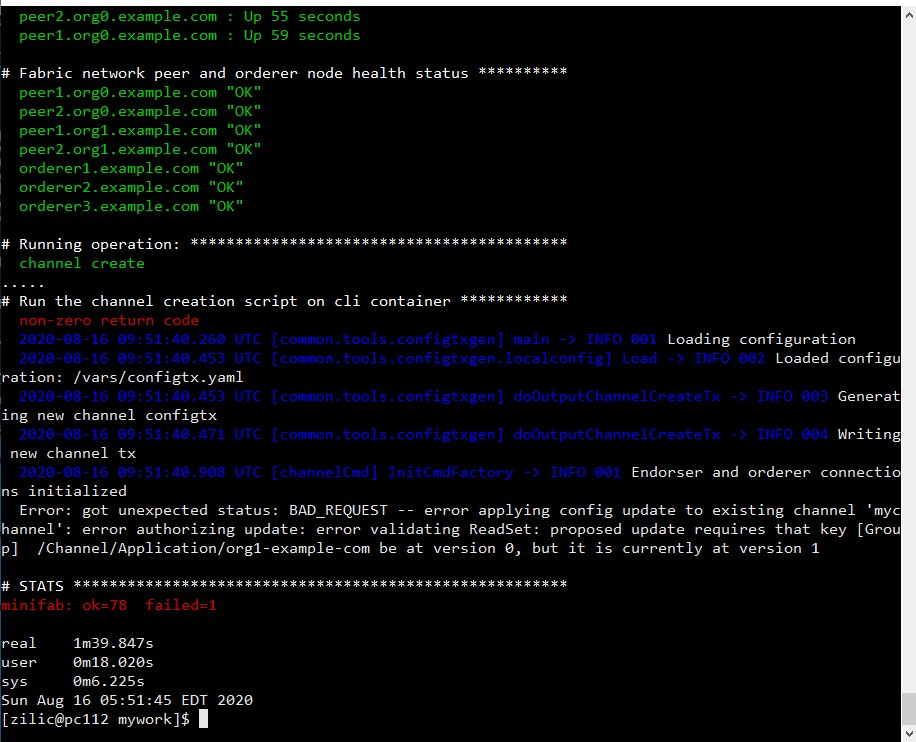 peer2.org0.example.com : Up 55 seconds
peer1.org0.example.com : Up 59 seconds
# Fabric network peer and orderer node health status **********
peer1.org0.example.com "OK"
peer2.org0.example.com "OK"
peer1.org1.example.com "OK"
peer2.org1.example.com "OK"
orderer1.example.com "OK"
orderer2.example.com "OK"
orderer3.example.com "OK"
# Running operation: ******************************************
channel create
.....
# Run the channel creation script on cli container ************
non-zero return code
2020-08-16 09:51:40.260 UTC [common.tools.configtxgen] main -> INFO 001 Loading configuration
2020-08-16 09:51:40.453 UTC [common.tools.configtxgen.localconfig] Load -> INFO 002 Loaded configu
ration: /vars/configtx.yaml
2020-08-16 09:51:40.453 UTC [common.tools.configtxgen] doOutputChannelCreateTx -> INFO 003 Generat
ing new channel configtx
2020-08-16 09:51:40.471 UTC [common.tools.configtxgen] doOutputChannelCreateTx -> INFO 004 Writing
new channel tx
2020-08-16 09:51:40.908 UTC [channelCmd] InitCmdFactory -> INFO 001 Endorser and orderer connectio
ns initialized
Error: got unexpected status: BAD_REQUEST -- error applying config update to existing channel 'myc
hannel': error authorizing update: error validating ReadSet: proposed update requires that key [Grou
p]  /Channel/Application/org1-example-com be at version 0, but it is currently at version 1
# STATS *******************************************************
minifab: ok=78  failed=1
real    1m39.847s
user    0m18.020s
sys     0m6.225s
Sun Aug 16 05:51:45 EDT 2020
[zilic@pc112 mywork]$